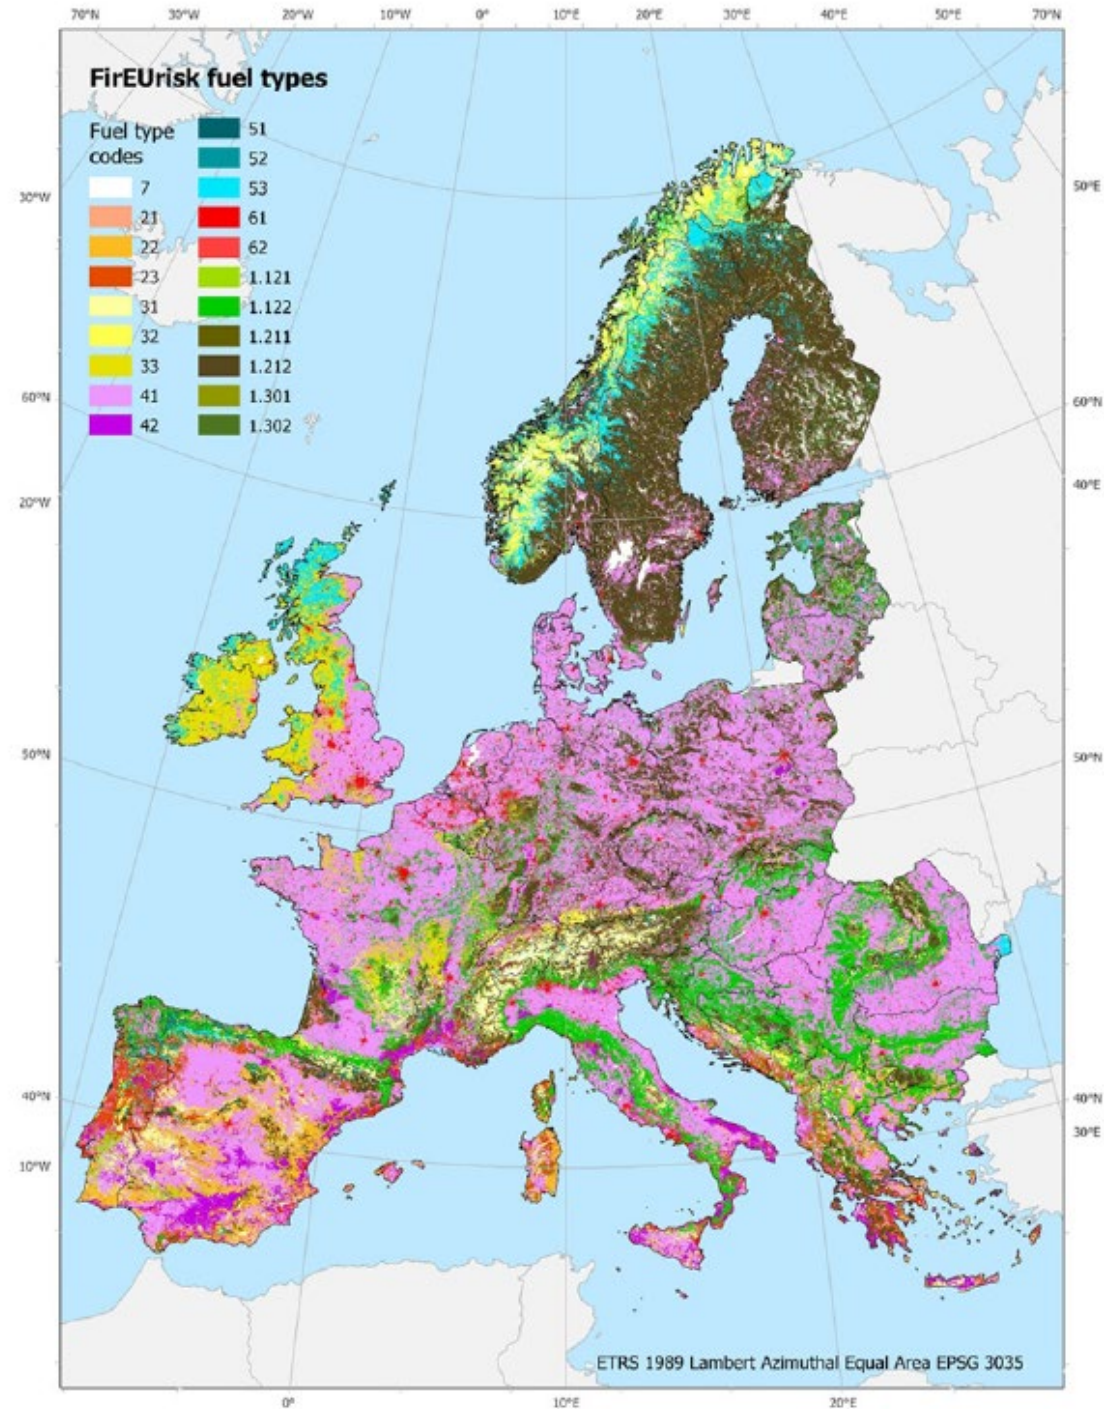 70°N 30°W 20°W 10°W 0° 10°E 20°E 30°E 40°E 50°E 70°N
FirEUrisk fuel types
Fuel type
codes
7
21
22
23
31
32
33
41
42
51
52
53
61
62
1.121
1.122
1.211
1.212
1.301
1.302
30°W
60°N
20°W
50°N
40°N
10°W
50°E
60°N
40°E
50°N
40°N
30°E
ETRS 1989 Lambert Azimuthal Equal Area EPSG 3035
0° 10°E 20°E